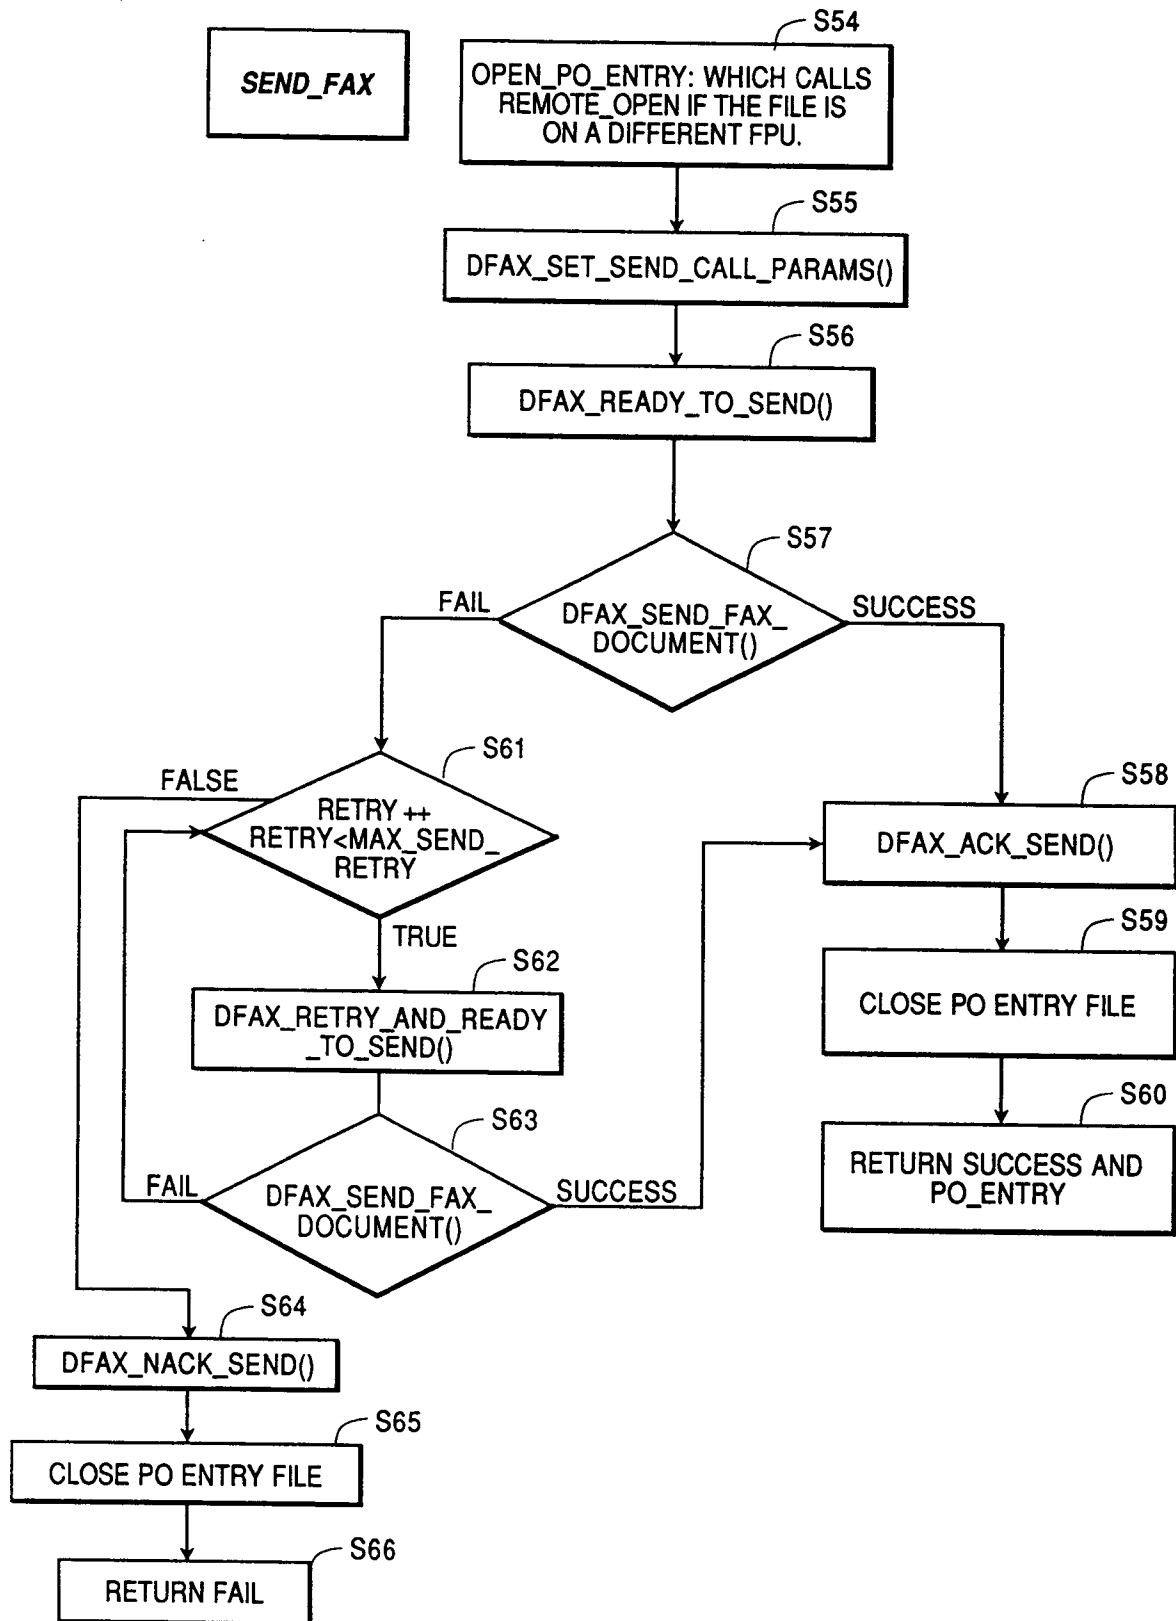 SEND_FAX
S54
OPEN_PO_ENTRY: WHICH CALLS
REMOTE_OPEN IF THE FILE IS
ON A DIFFERENT FPU.
S55
DFAX_SET_SEND_CALL_PARAMS()
S56
DFAX_READY_TO_SEND()
S57
DFAX_SEND_FAX_
DOCUMENT()
FAIL
SUCCESS
S61
RETRY ++
RETRY<MAX_SEND_
RETRY
FALSE
TRUE
S62
DFAX_RETRY_AND_READY
_TO_SEND()
S63
DFAX_SEND_FAX_
DOCUMENT()
FAIL
SUCCESS
S58
DFAX_ACK_SEND()
S59
CLOSE PO ENTRY FILE
S60
RETURN SUCCESS AND
PO_ENTRY
S64
DFAX_NACK_SEND()
S65
CLOSE PO ENTRY FILE
S66
RETURN FAIL